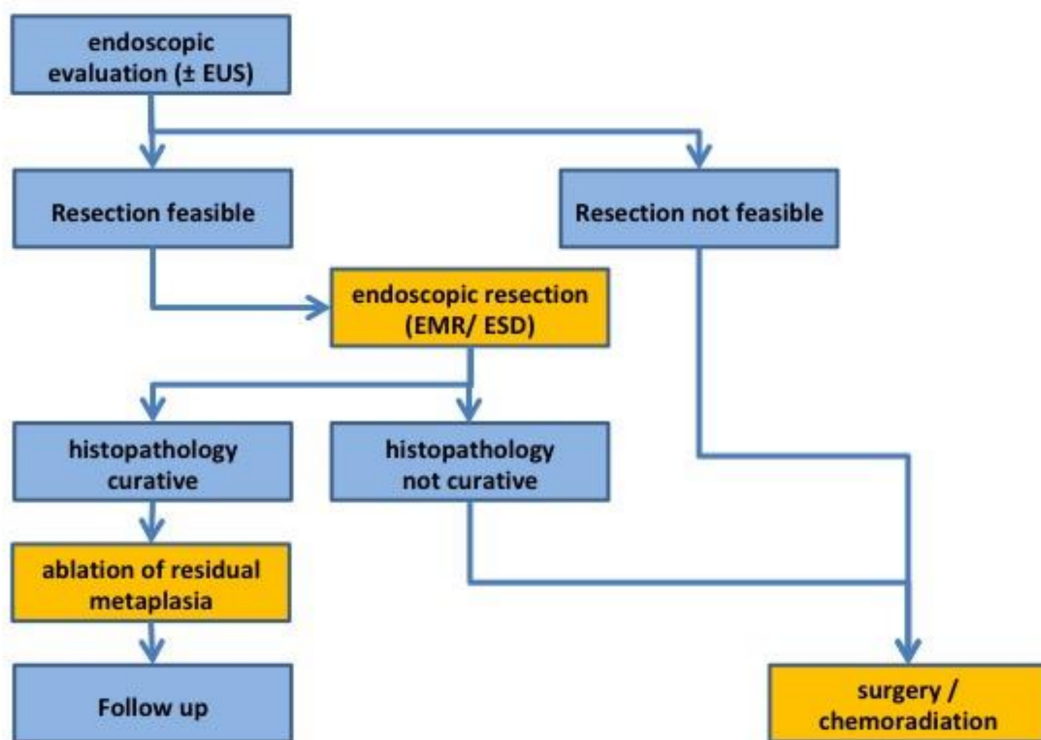 endoscopic
evaluation (± EUS)
Resection feasible
Resection not feasible
endoscopic resection
(EMR/ ESD)
histopathology
curative
histopathology
not curative
ablation of residual
metaplasia
Follow up
surgery /
chemoradiation